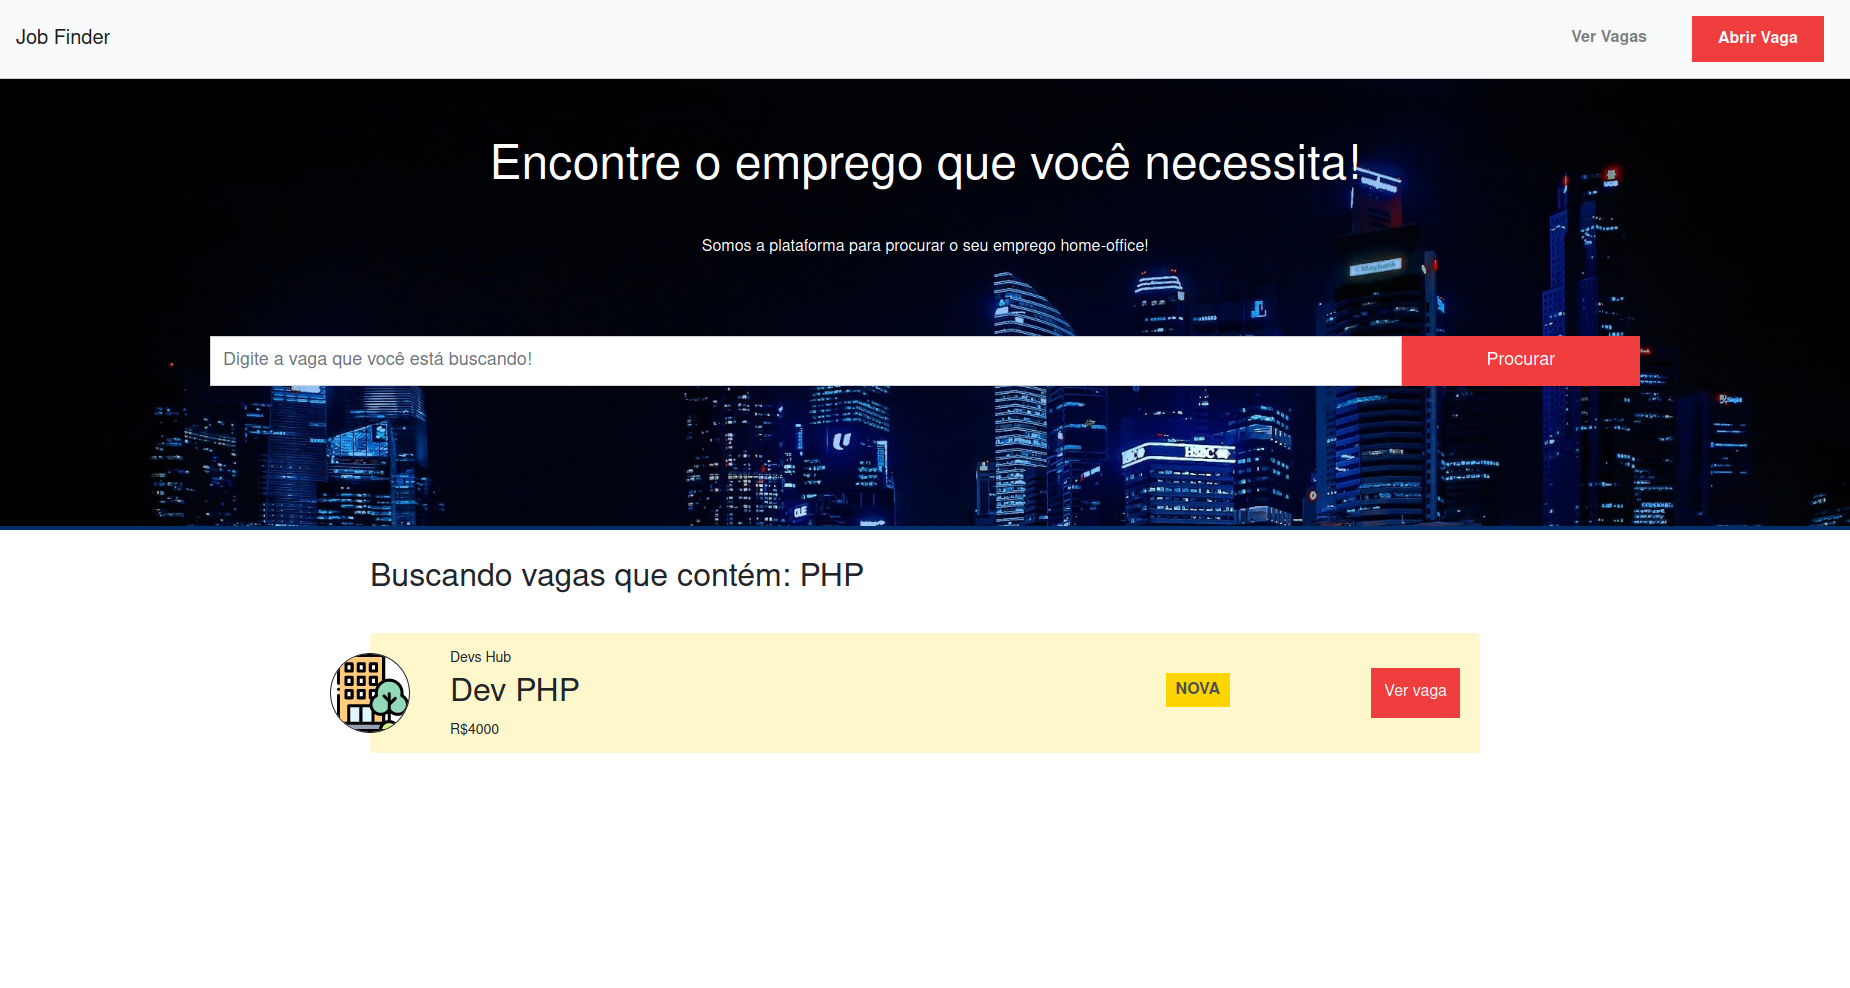 Job Finder
Ver Vagas
Abrir Vaga
Encontre o emprego que você necessita!
Somos a plataforma para procurar o seu emprego home-office!
Maybank
Digite a vaga que você está buscando!
Procurar
HSBC
Buscando vagas que contém: PHP
Devs Hub
Dev PHP
R$4000
NOVA
Ver vaga